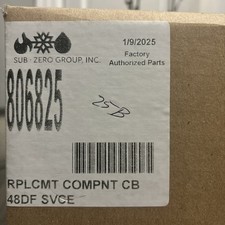 SUB-ZERO GROUP, INC.
1/9/2025
Factory
Authorized Parts
806825
25B
RPLCMT COMPNT CB
48DF SVCE